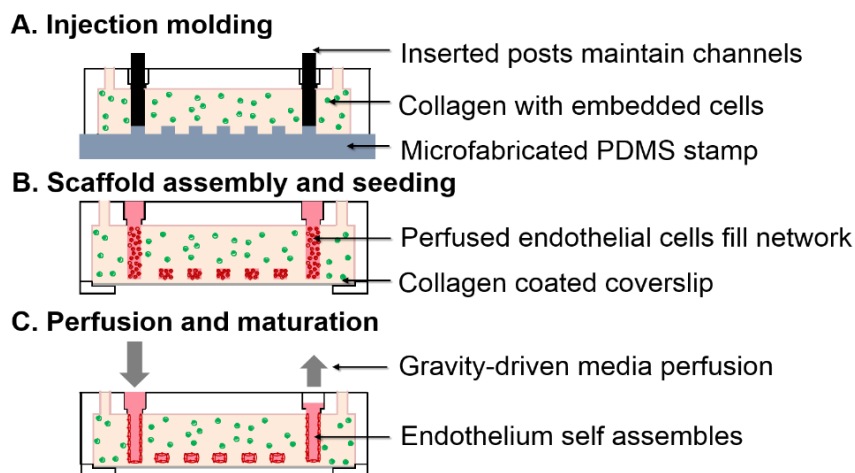 A. Injection molding
Inserted posts maintain channels
Collagen with embedded cells
Microfabricated PDMS stamp
B. Scaffold assembly and seeding
Perfused endothelial cells fill network
Collagen coated coverslip
C. Perfusion and maturation
Gravity-driven media perfusion
Endothelium self assembles